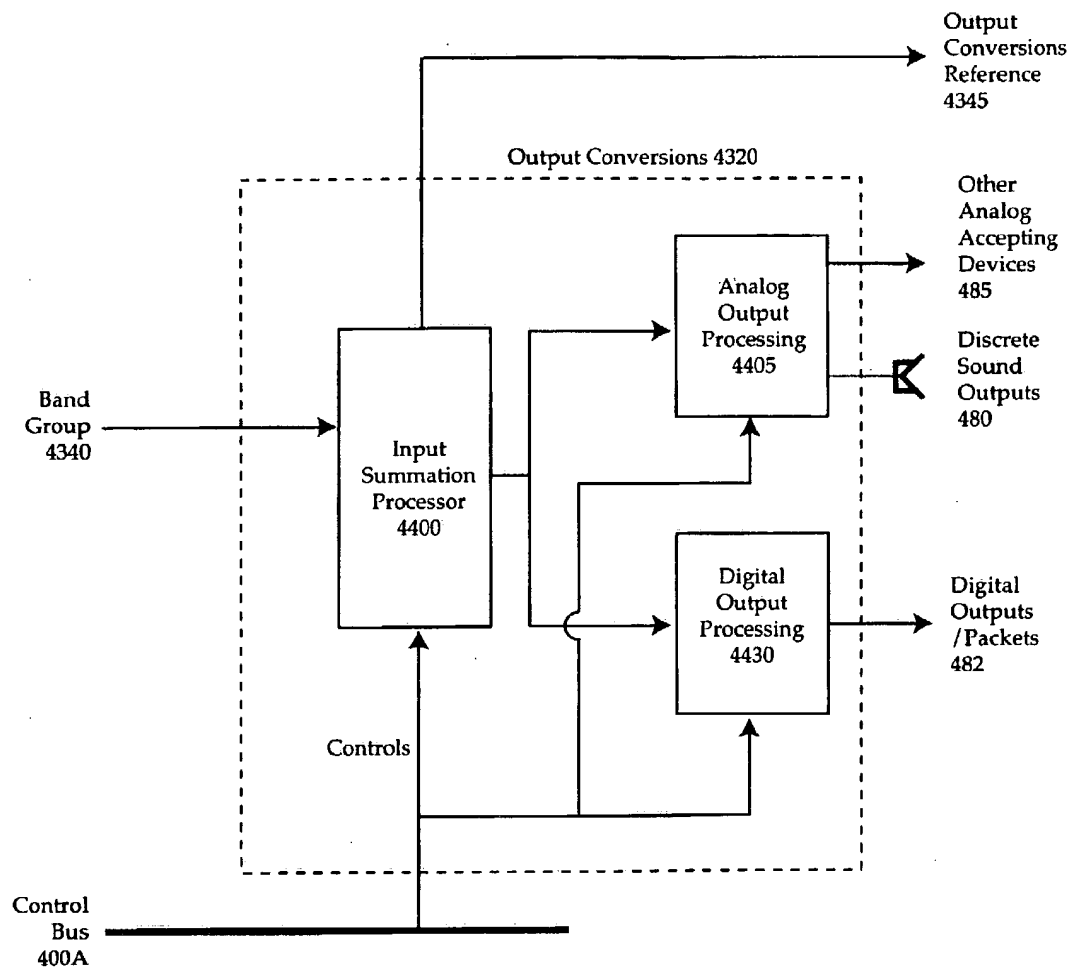 Output
Conversions
Reference
4345
Output Conversions 4320
Other
Analog
Accepting
Devices
485
Analog
Output
Processing
4405
Discrete
Sound
Outputs
480
Band
Group
4340
Input
Summation
Processor
4400
Digital
Output
Processing
4430
Digital
Outputs
/Packets
482
Controls
Control
Bus
400A